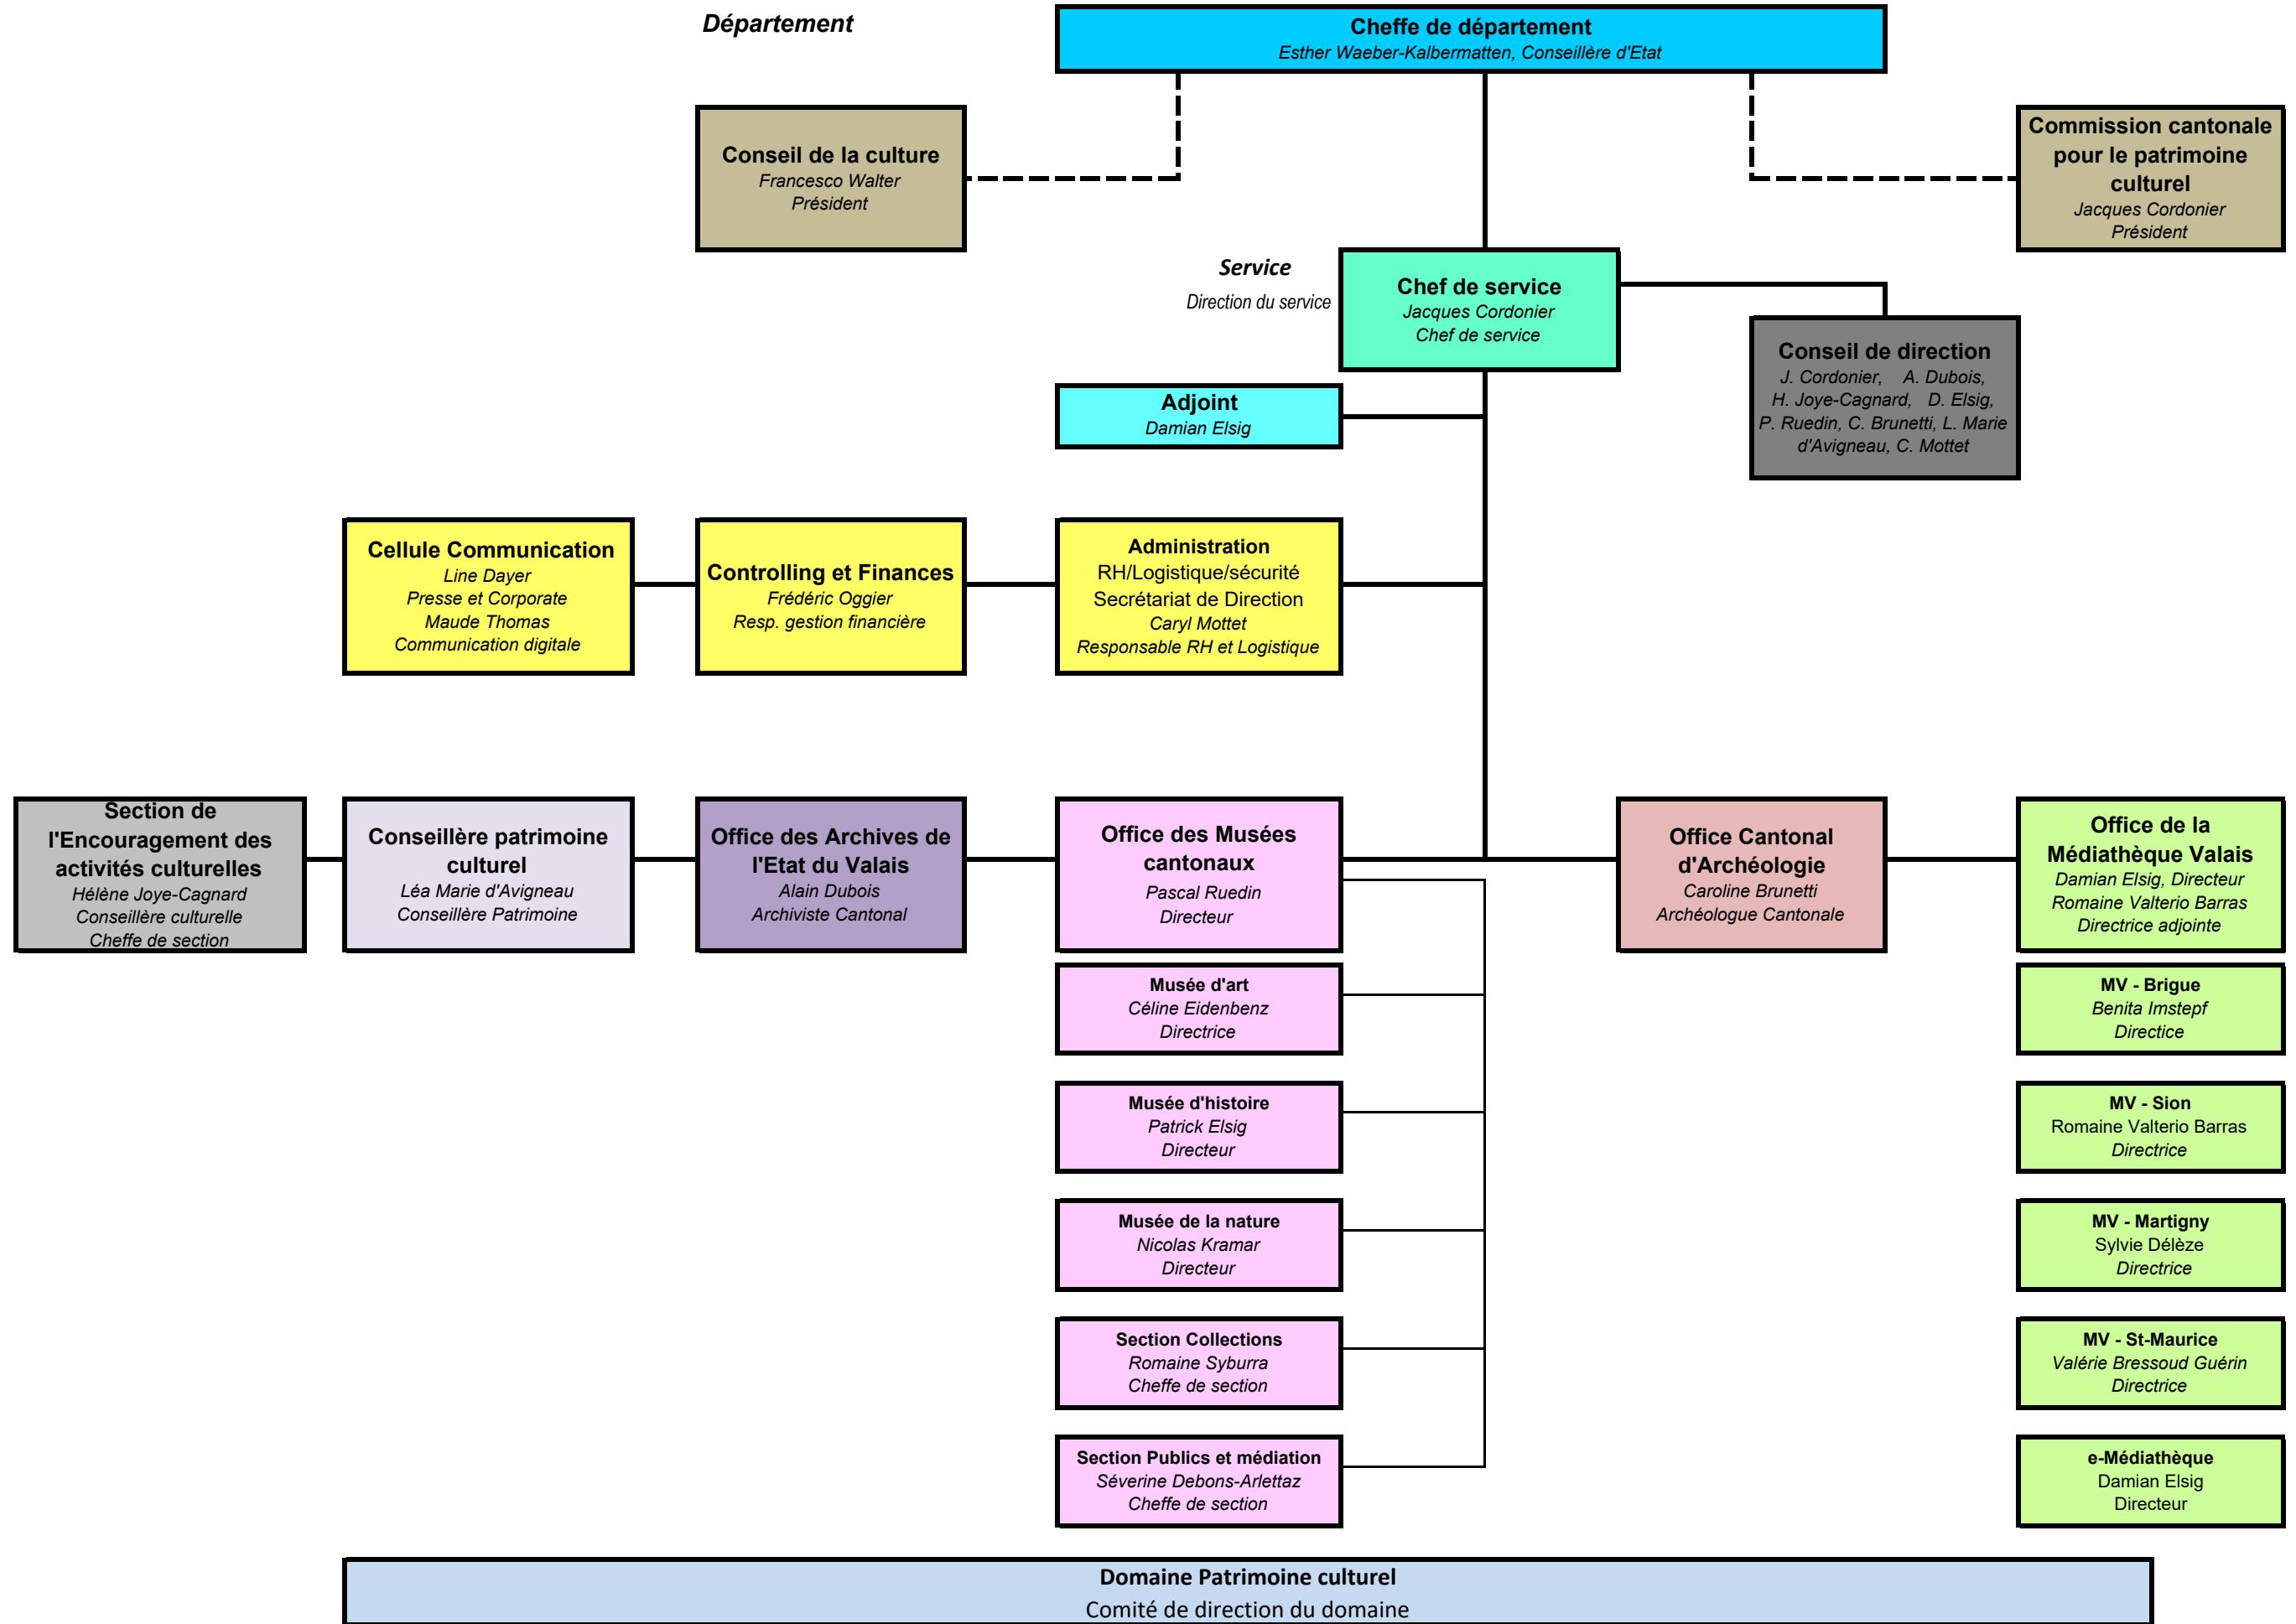 Département
Cheffe de département
Esther Waeber-Kalbermatten, Conseillère d'Etat
Conseil de la culture
Francesco Walter
Président
Commission cantonale
pour le patrimoine
culturel
Jacques Cordonier
Président
Service
Direction du service
Chef de service
Jacques Cordonier
Chef de service
Conseil de direction
J. Cordonier, A. Dubois,
H. Joye-Cagnard, D. Elsig,
P. Ruedin, C. Brunetti, L. Marie
d'Avigneau, C. Mottet
Adjoint
Damian Elsig
Cellule Communication
Line Dayer
Presse et Corporate
Maude Thomas
Communication digitale
Controlling et Finances
Frédéric Oggier
Resp. gestion financière
Administration
RH/Logistique/sécurité
Secrétariat de Direction
Caryl Mottet
Responsable RH et Logistique
Section de
l'Encouragement des
activités culturelles
Hélène Joye-Cagnard
Conseillère culturelle
Cheffe de section
Conseillère patrimoine
culturel
Léa Marie d'Avigneau
Conseillère Patrimoine
Office des Archives de
l'Etat du Valais
Alain Dubois
Archiviste Cantonal
Office des Musées
cantonaux
Pascal Ruedin
Directeur
Office Cantonal
d'Archéologie
Caroline Brunetti
Archéologue Cantonale
Office de la
Médiathèque Valais
Damian Elsig, Directeur
Romaine Valterio Barras
Directrice adjointe
Musée d'art
Céline Eidenbenz
Directrice
MV - Brigue
Benita Imstepf
Directice
Musée d'histoire
Patrick Elsig
Directeur
MV - Sion
Romaine Valterio Barras
Directrice
Musée de la nature
Nicolas Kramar
Directeur
MV - Martigny
Sylvie Délèze
Directrice
Section Collections
Romaine Syburra
Cheffe de section
MV - St-Maurice
Valérie Bressoud Guérin
Directrice
Section Publics et médiation
Séverine Debons-Arlettaz
Cheffe de section
e-Médiathèque
Damian Elsig
Directeur
Domaine Patrimoine culturel
Comité de direction du domaine